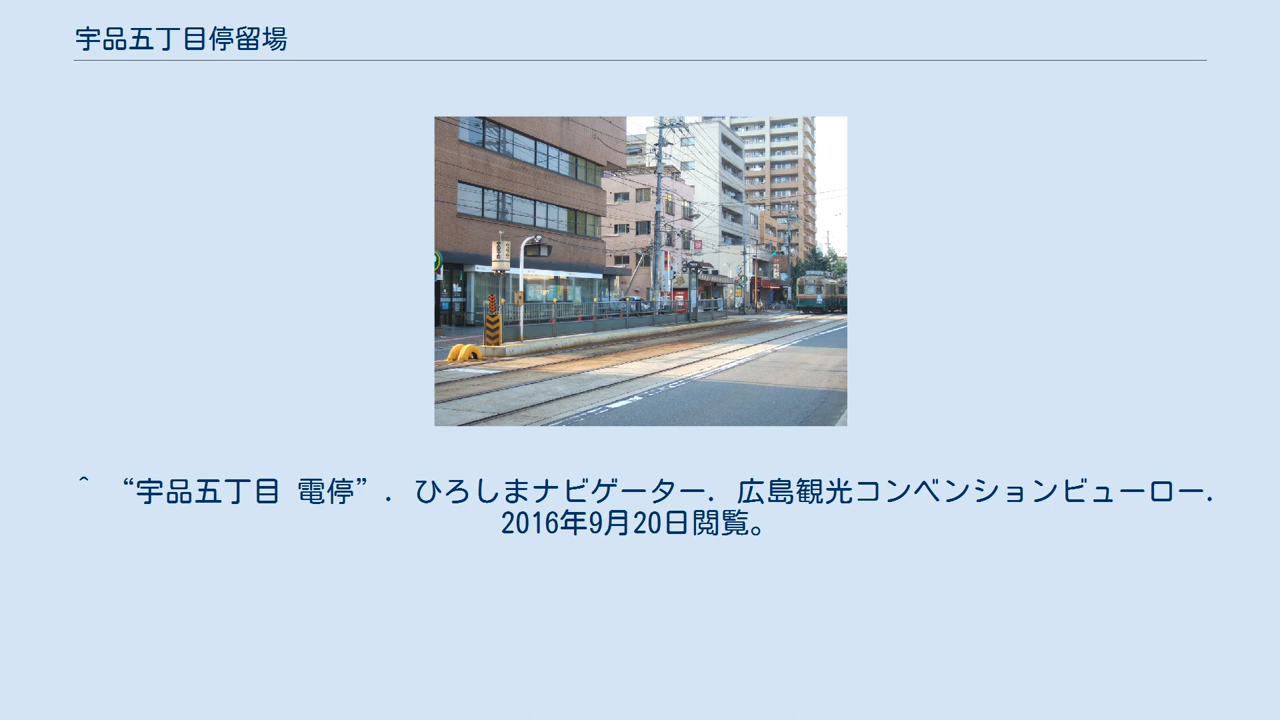 宇品五丁目停留場
^ “宇品五丁目 電停”. ひろしまナビゲーター. 広島観光コンベンションビューロー.
2016年9月20日閲覧。